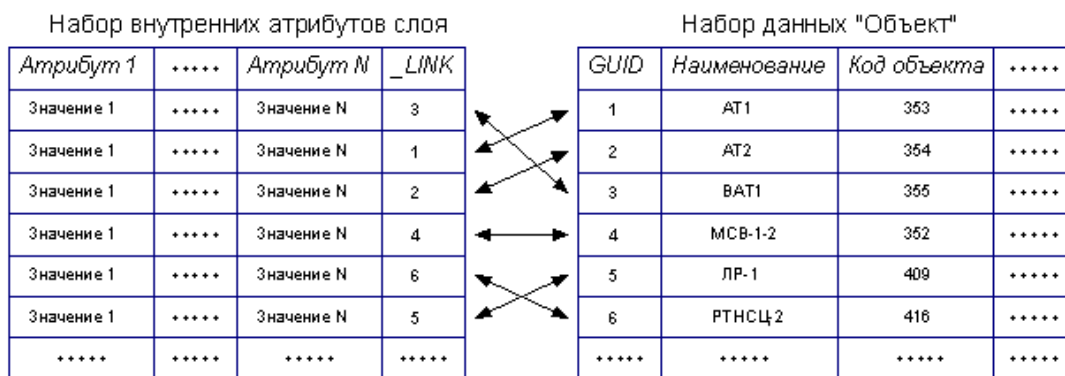 Набор внутренних атрибутов слоя Набор данных "Объект"
Атрибут 1 ..... Атрибут N _LINK GUID Наименование Код объекта .....
Значение 1 ..... Значение N 3 1 АТ1 353 .....
Значение 1 ..... Значение N 1 2 АТ2 354 .....
Значение 1 ..... Значение N 2 3 ВАТ1 355 .....
Значение 1 ..... Значение N 4 4 МСВ-1-2 352 .....
Значение 1 ..... Значение N 6 5 ЛР-1 409 .....
Значение 1 ..... Значение N 5 6 РТНСЦ-2 416 .....
..... ..... ..... ..... ..... ..... ..... .....